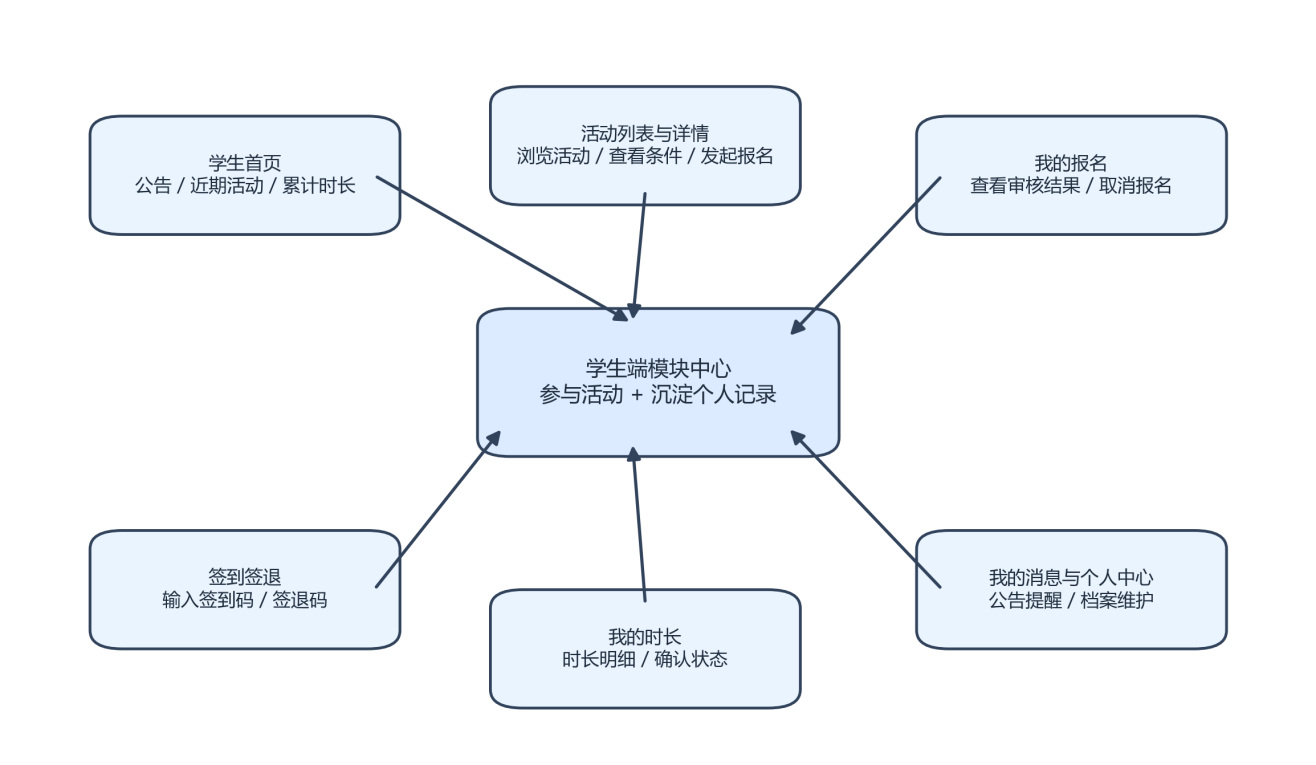 学生首页
公告 / 近期活动 / 累计时长
活动列表与详情
浏览活动 / 查看条件 / 发起报名
我的报名
查看审核结果 / 取消报名
学生端模块中心
参与活动 + 沉淀个人记录
签到签退
输入签到码 / 签退码
我的时长
时长明细 / 确认状态
我的消息与个人中心
公告提醒 / 档案维护